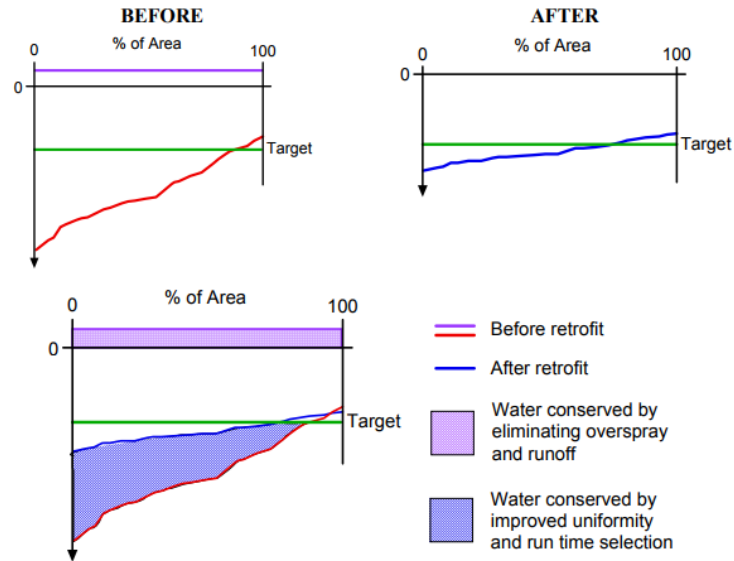 BEFORE
0
100
% of Area
0
Target
AFTER
% of Area
0
100
0
Target
% of Area
0
100
0
Target
Before retrofit
After retrofit
Water conserved by
eliminating overspray
and runoff
Water conserved by
improved uniformity
and run time selection